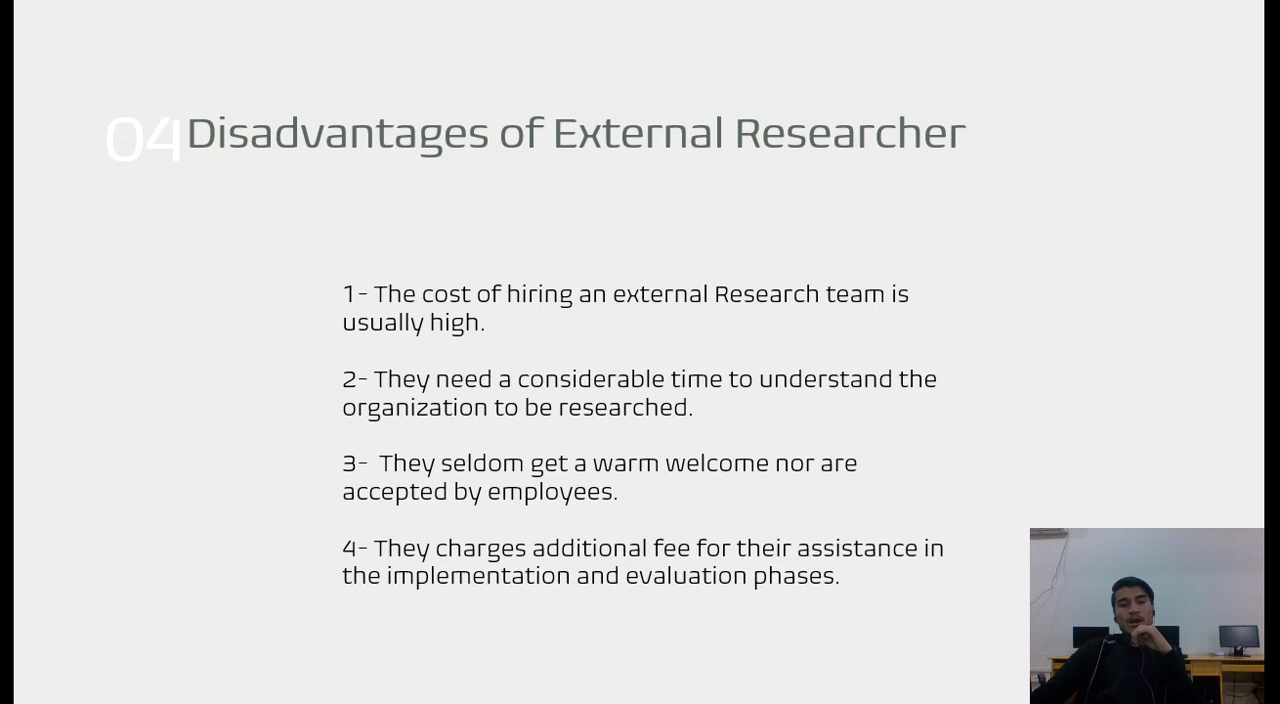 04 Disadvantages of External Researcher
1- The cost of hiring an external Research team is
usually high.
2- They need a considerable time to understand the
organization to be researched.
3-  They seldom get a warm welcome nor are
accepted by employees.
4- They charges additional fee for their assistance in
the implementation and evaluation phases.